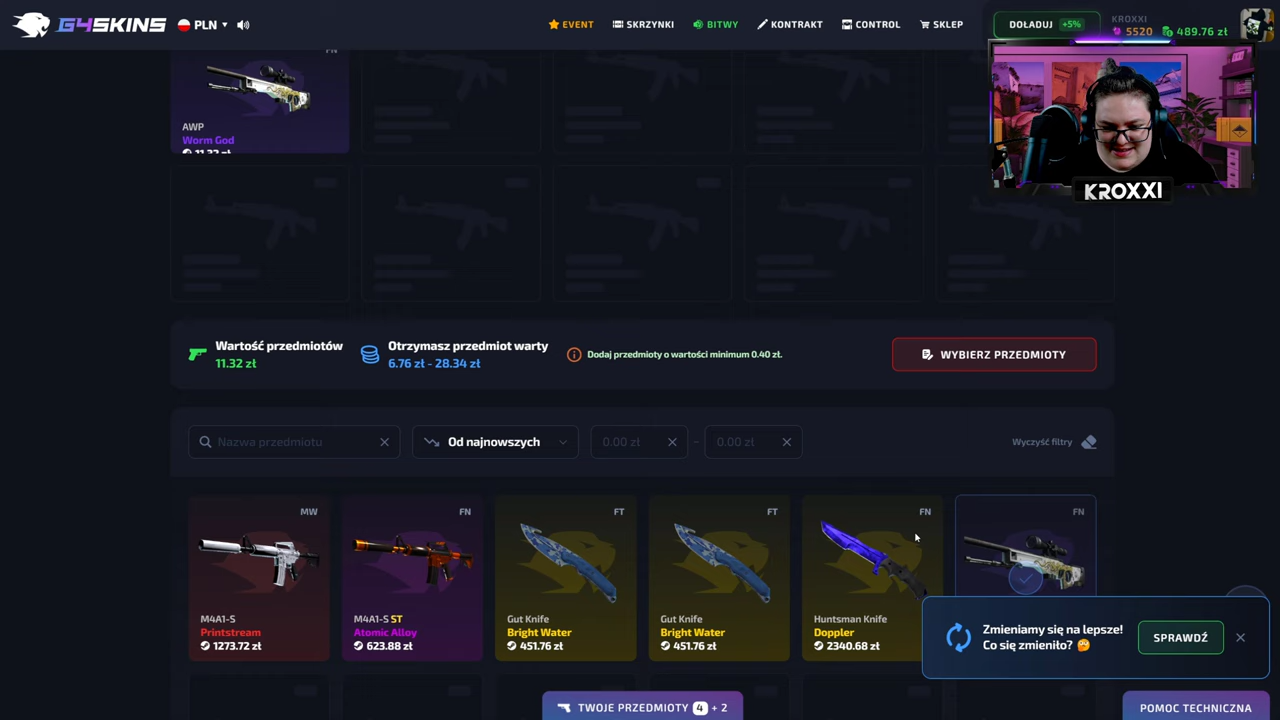 G4SKINS
PLN
EVENT
SKRZYNKI
BITWY
KONTRAKT
CONTROL
SKLEP
DOŁADUJ +5%
KROXXI
5520 489.76 zł
FN
AWP
Worm God
11.32 zł
KROXXI
Wartość przedmiotów
11.32 zł
Otrzymasz przedmiot warty
6.76 zł - 28.34 zł
Dodaj przedmioty o wartości minimum 0.40 zł.
WYBIERZ PRZEDMIOTY
Nazwa przedmiotu
Od najnowszych
0.00 zł - 0.00 zł
Wyczyść filtry
MW
M4A1-S
Printstream
1273.72 zł
FN
M4A1-S ST
Atomic Alloy
623.88 zł
FT
Gut Knife
Bright Water
451.76 zł
FT
Gut Knife
Bright Water
451.76 zł
FN
Huntsman Knife
Doppler
2340.68 zł
FN
Zmieniamy się na lepsze!
Co się zmieniło?
SPRAWDŹ
TWOJE PRZEDMIOTY 4 + 2
POMOC TECHNICZNA